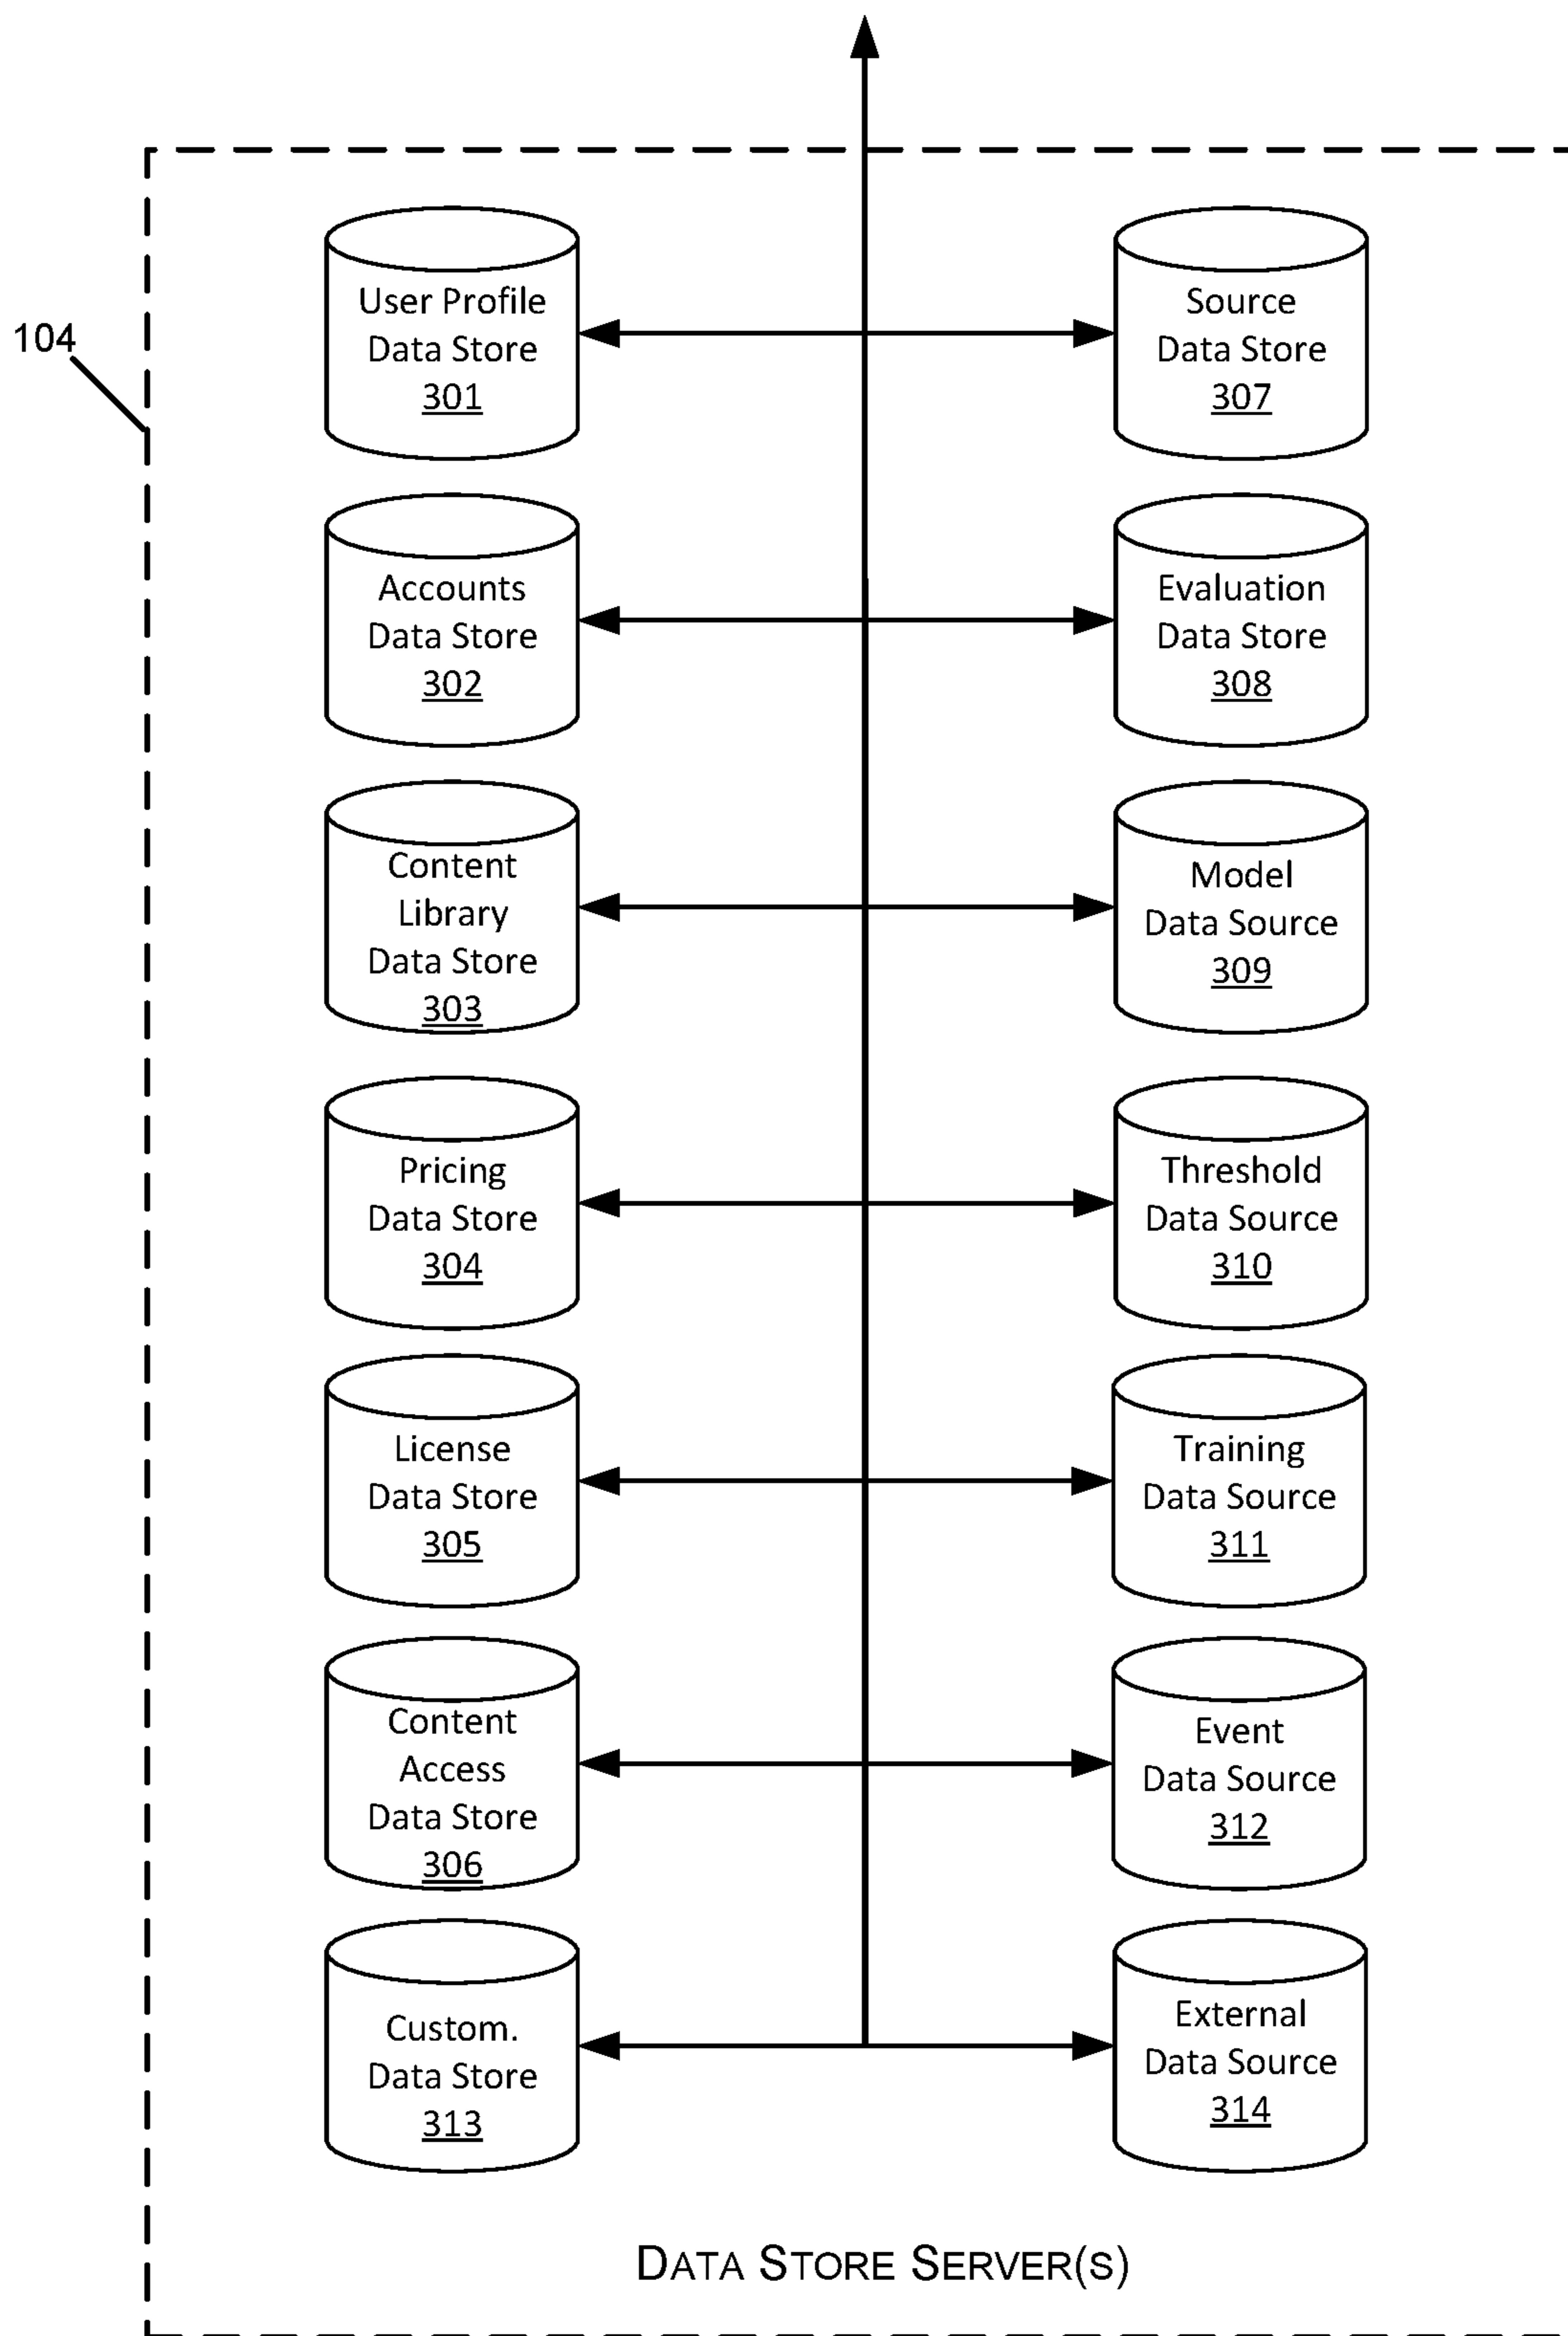 104
User Profile
Data Store
301
Source
Data Store
307
Accounts
Data Store
302
Evaluation
Data Store
308
Content
Library
Data Store
303
Model
Data Source
309
Pricing
Data Store
304
Threshold
Data Source
310
License
Data Store
305
Training
Data Source
311
Content
Access
Data Store
306
Event
Data Source
312
Custom.
Data Store
313
External
Data Source
314
DATA STORE SERVER(S)